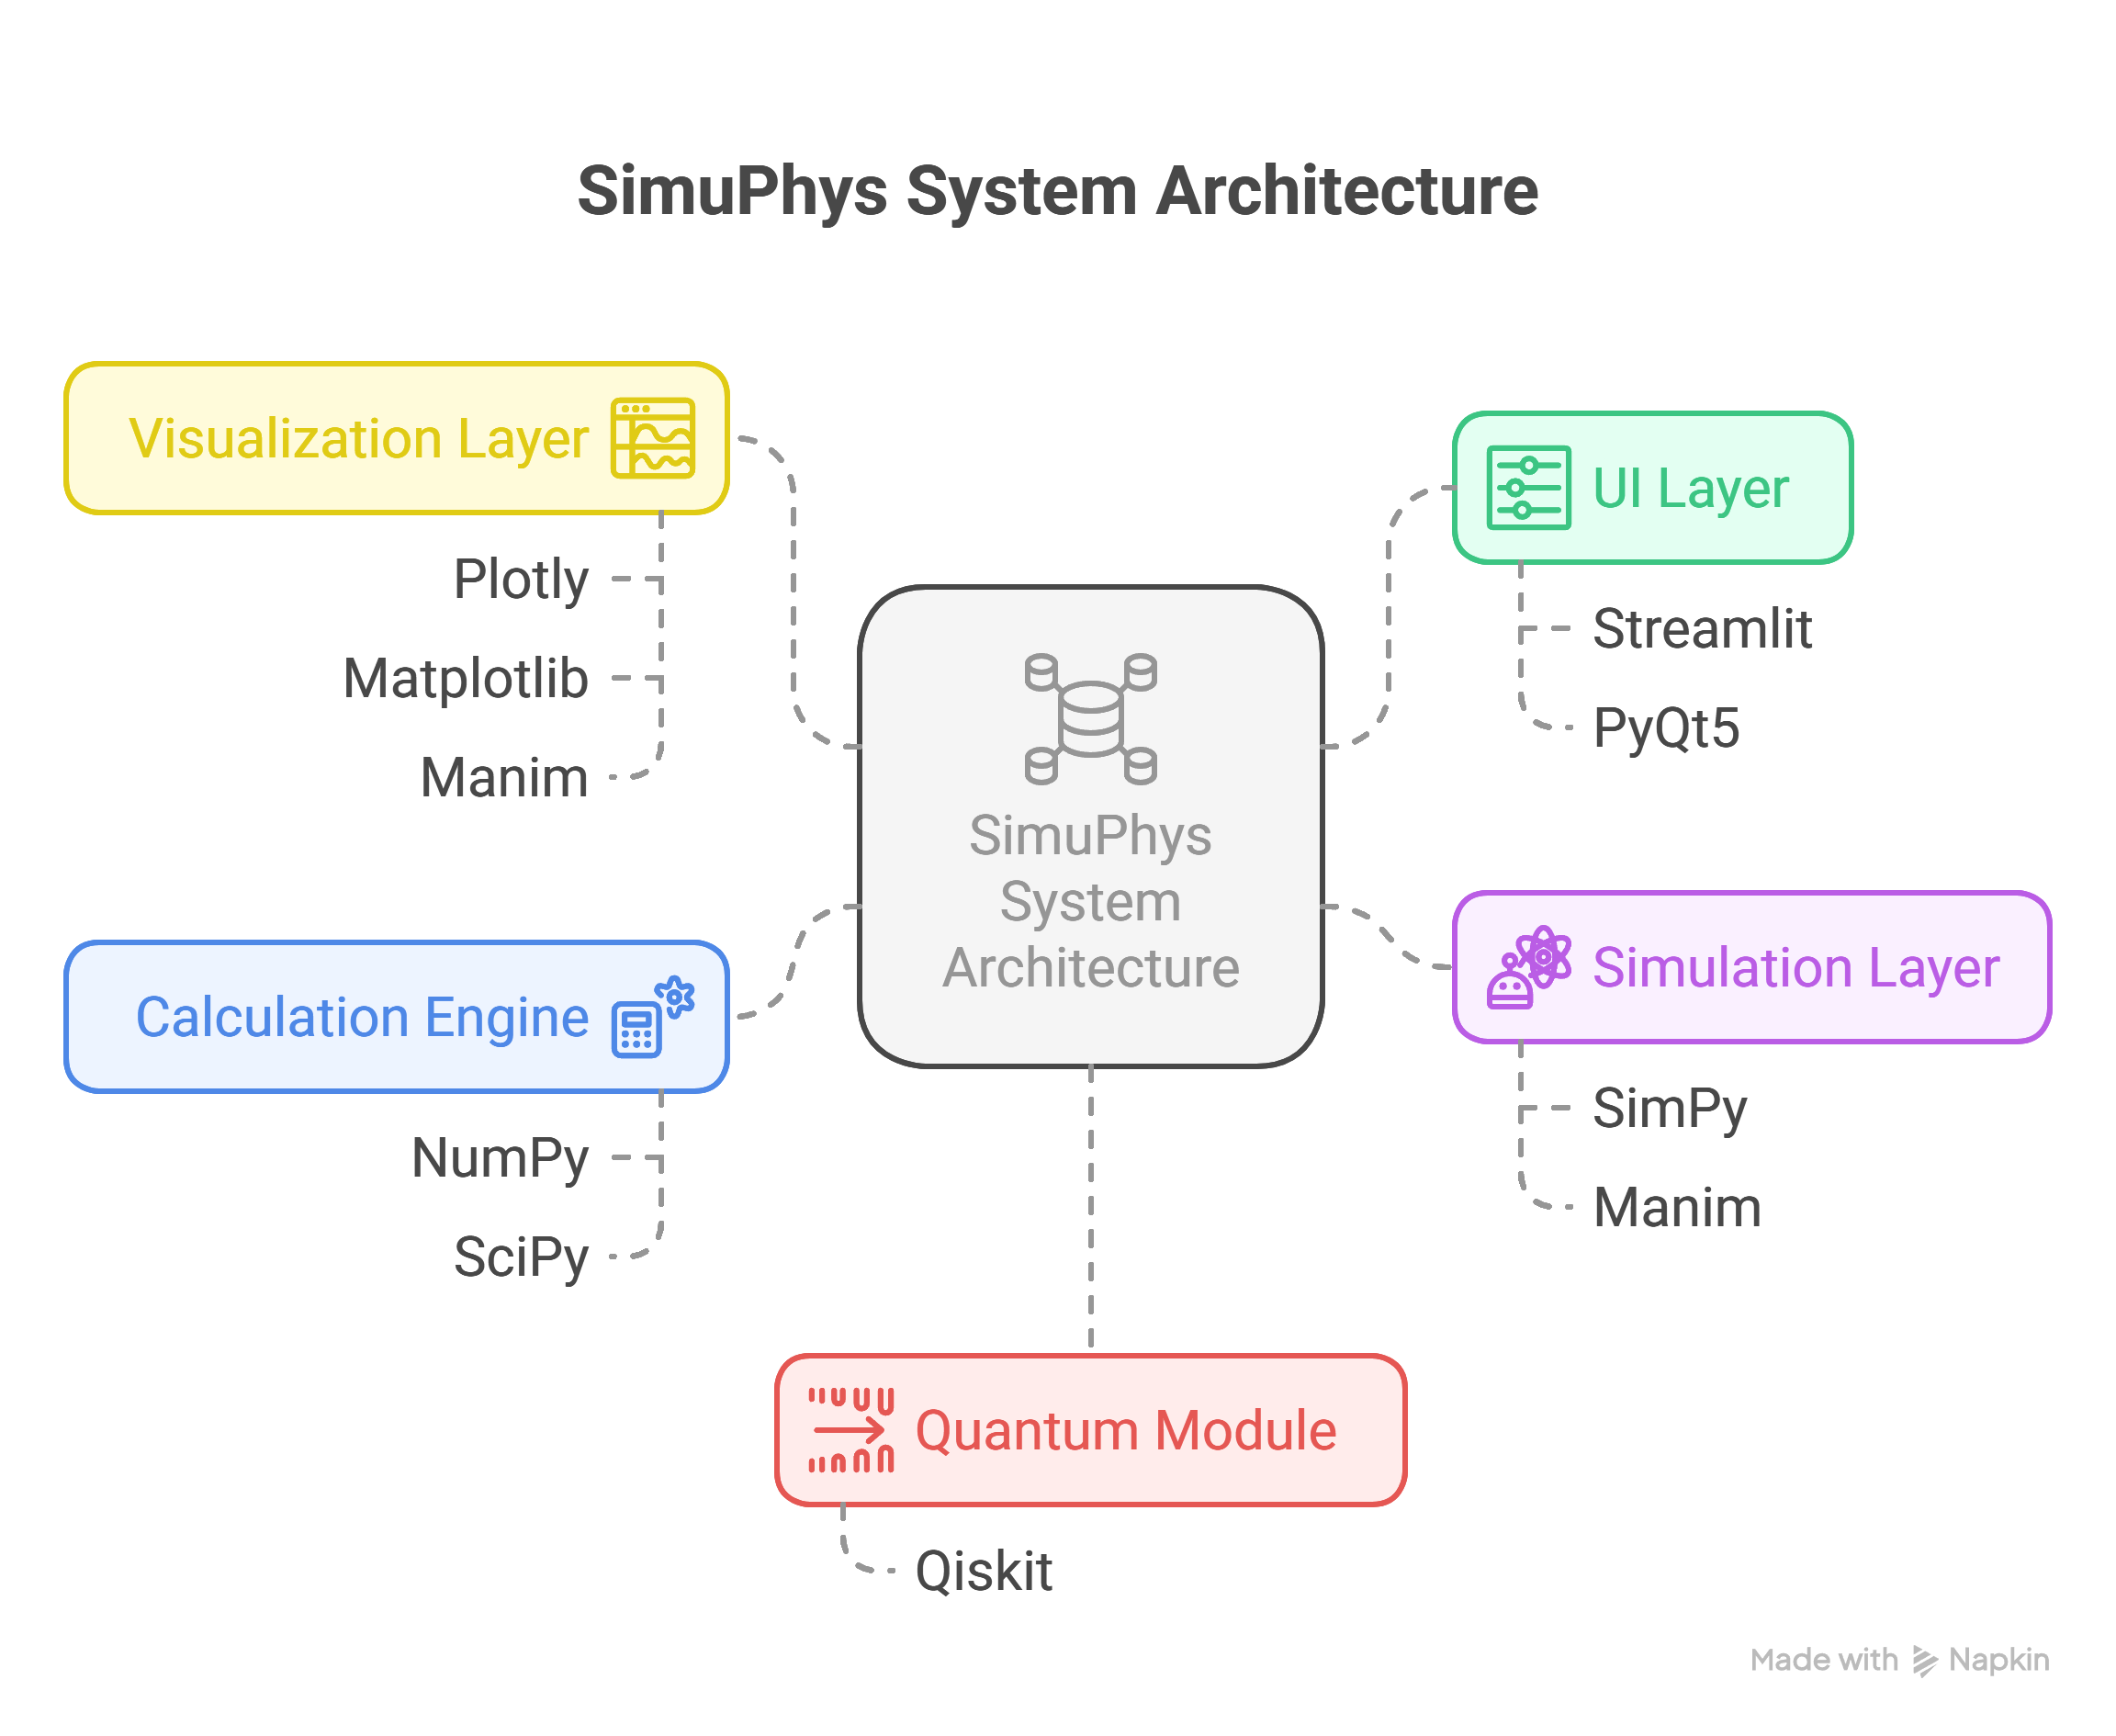 SimuPhys System Architecture
Visualization Layer
Plotly
Matplotlib
Manim
UI Layer
Streamlit
PyQt5
SimuPhys
System
Architecture
Calculation Engine
NumPy
SciPy
Simulation Layer
SimPy
Manim
Quantum Module
Qiskit
Made with Napkin